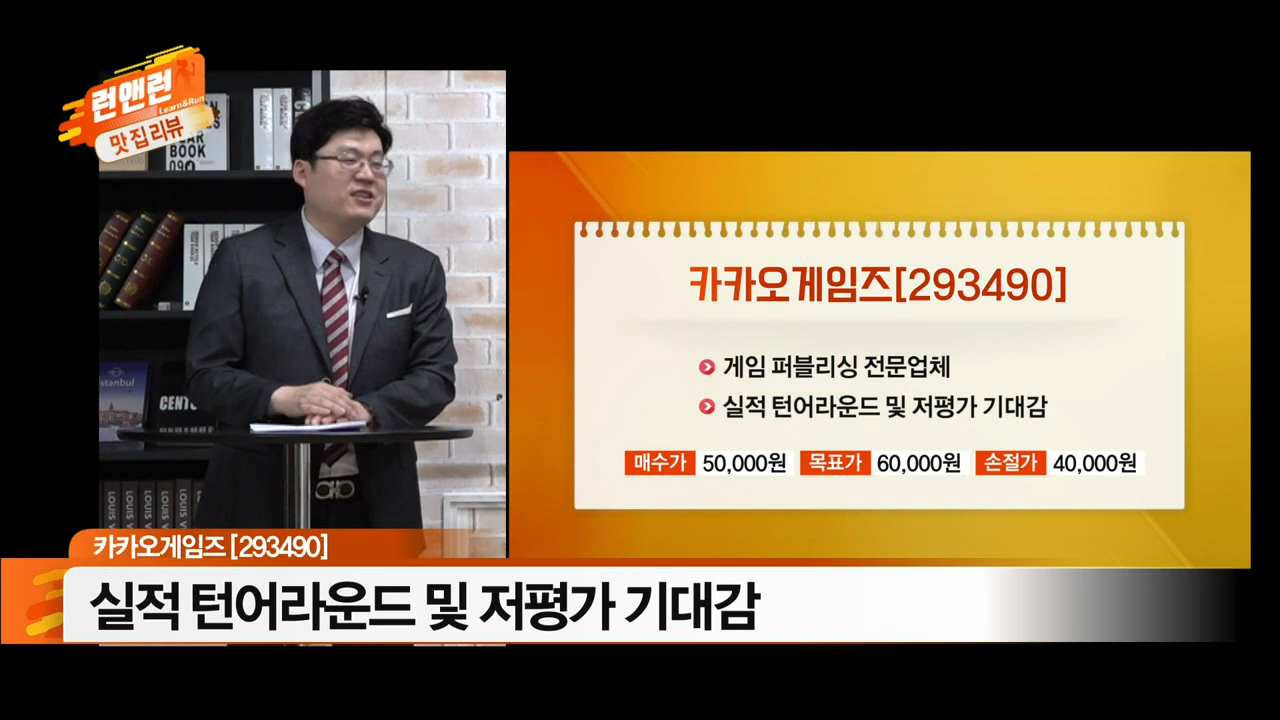 런앤런
Learn&Run
맛집리뷰
BOOK
09
Istanbul
CENT
카카오게임즈[293490]
게임 퍼블리싱 전문업체
실적 턴어라운드 및 저평가 기대감
매수가 50,000원 목표가 60,000원 손절가 40,000원
카카오게임즈 [293490]
실적 턴어라운드 및 저평가 기대감